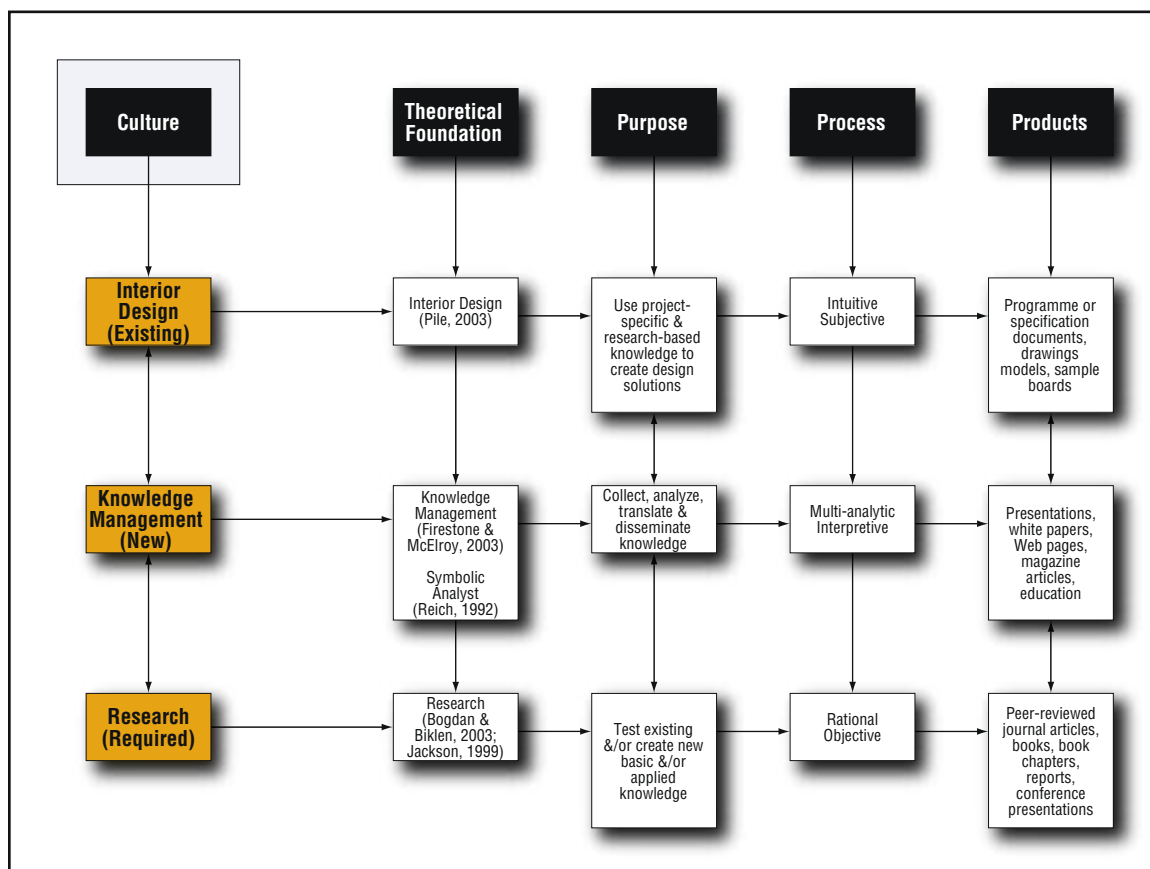 Culture
Theoretical
Foundation
Purpose
Process
Products
Interior
Design
(Existing)
Interior Design
(Pile, 2003)
Use project-
specific &
research-based
knowledge to
create design
solutions
Intuitive
Subjective
Programme or
specification
documents,
drawings
models, sample
boards
Knowledge
Management
(New)
Knowledge
Management
(Firestone &
McElroy, 2003)
Symbolic
Analyst
(Reich, 1992)
Collect, analyze,
translate &
disseminate
knowledge
Multi-analytic
Interpretive
Presentations,
white papers,
Web pages,
magazine
articles,
education
Research
(Required)
Research
(Bogdan &
Biklen, 2003;
Jackson, 1999)
Test existing
&/or create new
basic &/or
applied
knowledge
Rational
Objective
Peer-reviewed
journal articles,
books, book
chapters,
reports,
conference
presentations